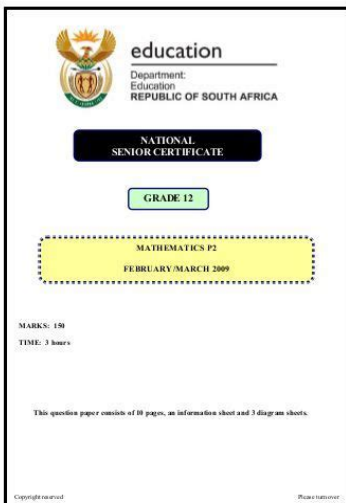 education
Department:
Education
REPUBLIC OF SOUTH AFRICA
NATIONAL
SENIOR CERTIFICATE
GRADE 12
MATHEMATICS P2
FEBRUARY/MARCH 2009
MARKS: 150
TIME: 3 hours
This question paper consists of 10 pages, an information sheet and 3 diagram sheets.
Copyright reserved
Please turn over